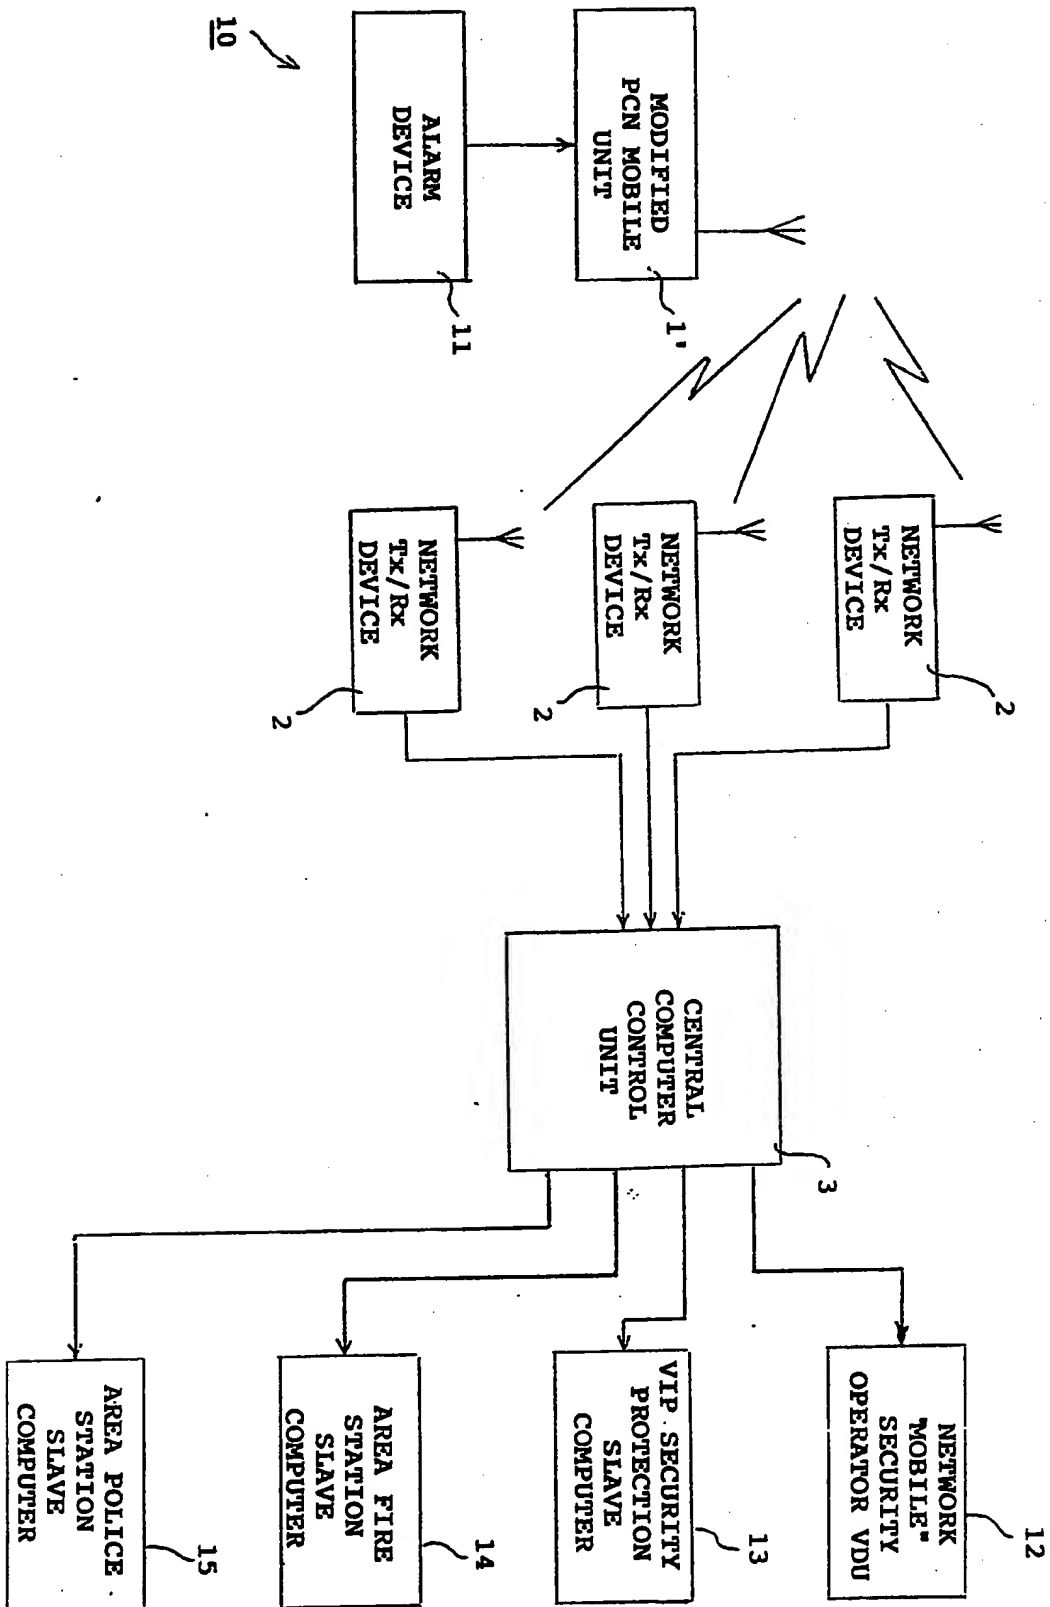 10
MODIFIED
PCN MOBILE
UNIT
1'
ALARM
DEVICE
11
NETWORK
Tx/Rx
DEVICE
2
NETWORK
Tx/Rx
DEVICE
2
NETWORK
Tx/Rx
DEVICE
2
CENTRAL
COMPUTER
CONTROL
UNIT
3
NETWORK
"MOBILE"
SECURITY
OPERATOR VDU
12
VIP SECURITY
PROTECTION
SLAVE
COMPUTER
13
AREA FIRE
STATION
SLAVE
COMPUTER
14
AREA POLICE
STATION
SLAVE
COMPUTER
15